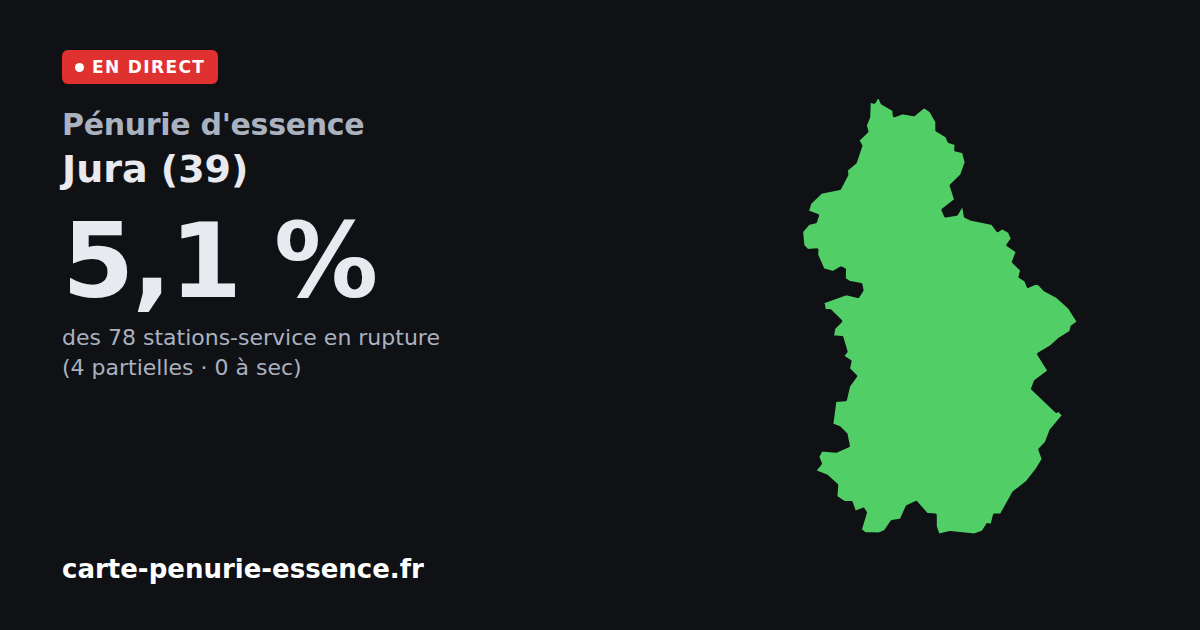 EN DIRECT
Pénurie d'essence
Jura (39)
5,1 %
des 78 stations-service en rupture
(4 partielles · 0 à sec)
carte-penurie-essence.fr